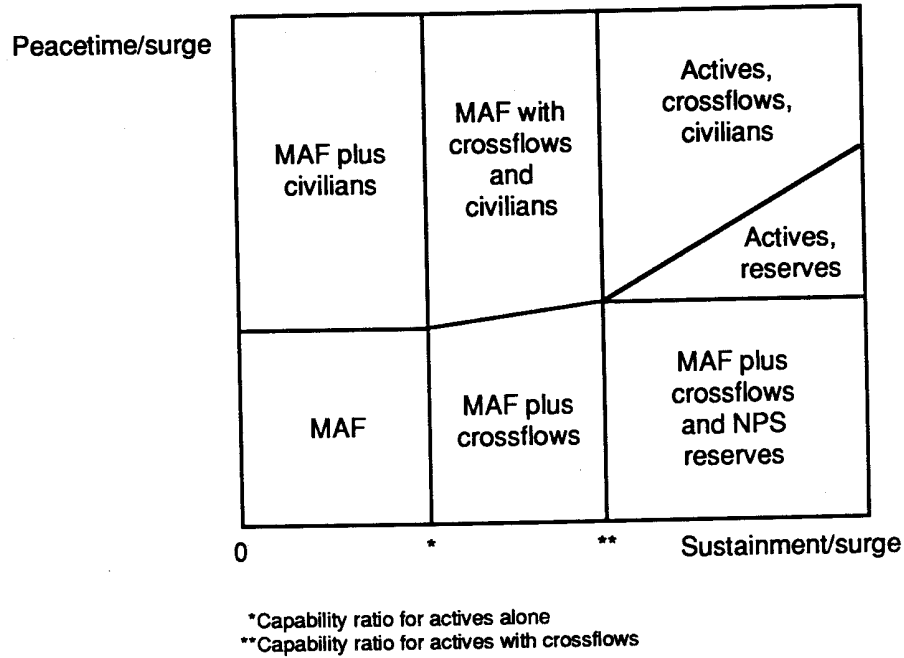 Peacetime/surge
MAF plus
civilians
MAF with
crossflows
and
civilians
Actives,
crossflows,
civilians
Actives,
reserves
MAF
MAF plus
crossflows
MAF plus
crossflows
and NPS
reserves
0
*
**
Sustainment/surge
*Capability ratio for actives alone
**Capability ratio for actives with crossflows